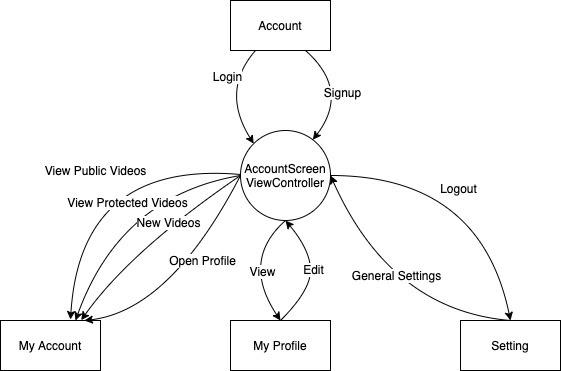 Account
Login
Signup
AccountScreen
ViewController
View Public Videos
Logout
View Protected Videos
New Videos
Open Profile
View
Edit
General Settings
My Account
My Profile
Setting